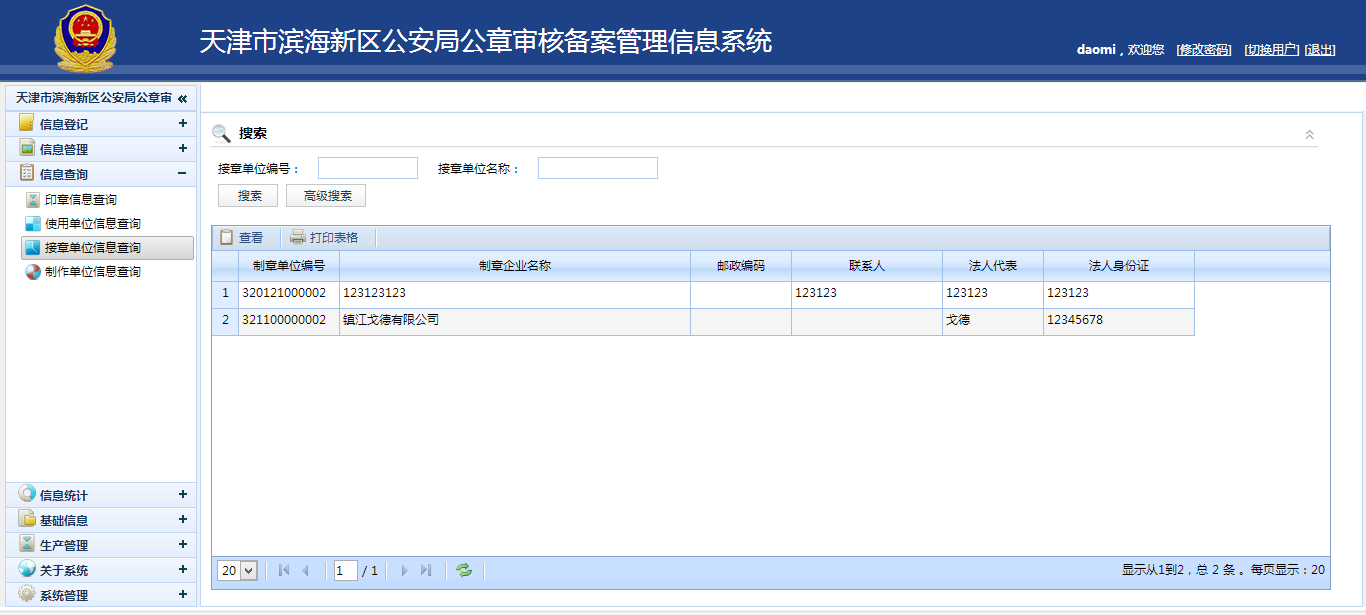 天津市滨海新区公安局公章审核备案管理信息系统
daomi，欢迎您 [修改密码] [切换用户] [退出]
天津市滨海新区公安局公章审 «
信息登记 +
信息管理 +
信息查询 −
印章信息查询
使用单位信息查询
接章单位信息查询
制作单位信息查询
信息统计 +
基础信息 +
生产管理 +
关于系统 +
系统管理 +
搜索
接章单位编号： 接章单位名称：
搜索 高级搜索
查看 打印表格
制章单位编号 制章企业名称 邮政编码 联系人 法人代表 法人身份证
1 320121000002 123123123 123123 123123 123123
2 321100000002 镇江戈德有限公司 戈德 12345678
20 1 / 1 显示从1到2，总 2 条 。每页显示：20